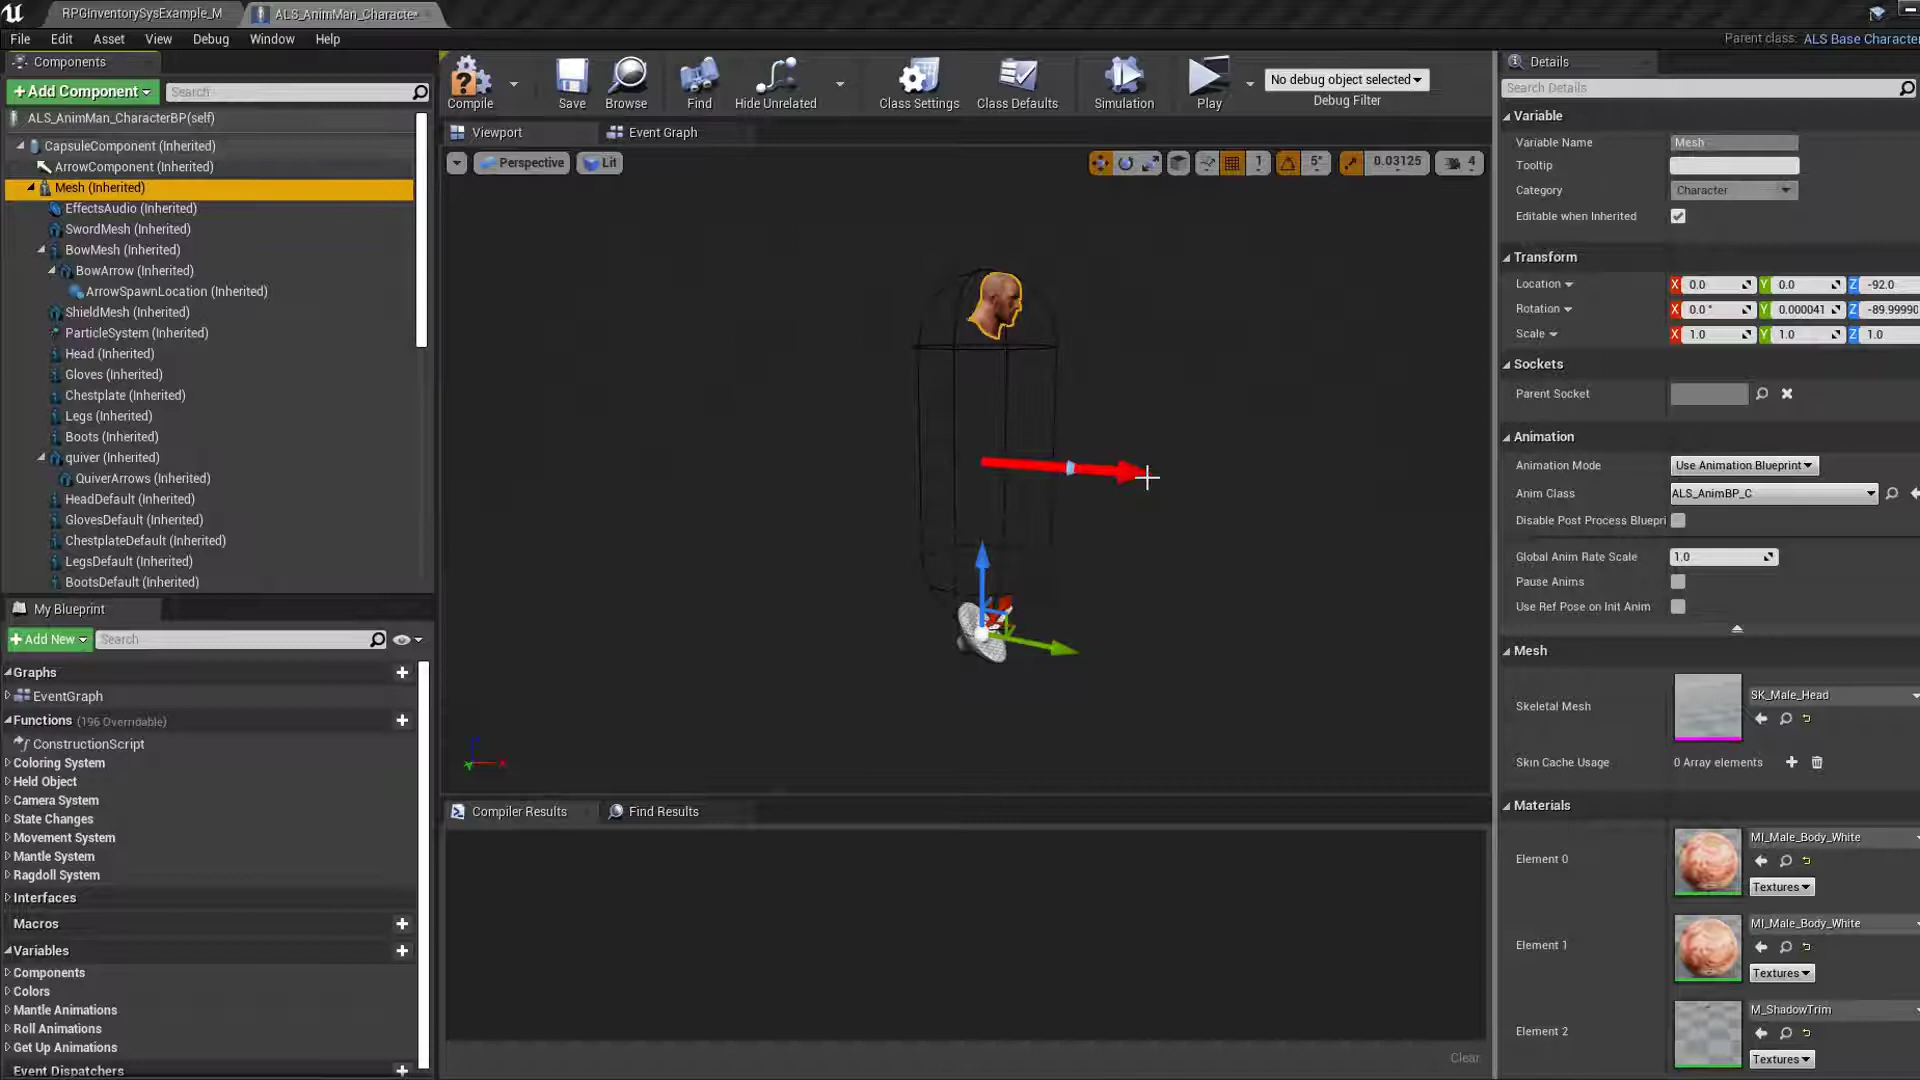 RPGInventorySysExample_M
ALS_AnimMan_Character
File Edit Asset View Debug Window Help
Parent class: ALS Base Character
Components
+Add Component
Search
ALS_AnimMan_CharacterBP(self)
CapsuleComponent (Inherited)
ArrowComponent (Inherited)
Mesh (Inherited)
EffectsAudio (Inherited)
SwordMesh (Inherited)
BowMesh (Inherited)
BowArrow (Inherited)
ArrowSpawnLocation (Inherited)
ShieldMesh (Inherited)
ParticleSystem (Inherited)
Head (Inherited)
Gloves (Inherited)
Chestplate (Inherited)
Legs (Inherited)
Boots (Inherited)
quiver (Inherited)
QuiverArrows (Inherited)
HeadDefault (Inherited)
GlovesDefault (Inherited)
ChestplateDefault (Inherited)
LegsDefault (Inherited)
BootsDefault (Inherited)
My Blueprint
+Add New
Search
Graphs
EventGraph
Functions (196 Overridable)
ConstructionScript
Coloring System
Held Object
Camera System
State Changes
Movement System
Mantle System
Ragdoll System
Interfaces
Macros
Variables
Components
Colors
Mantle Animations
Roll Animations
Get Up Animations
Event Dispatchers
Compile Save Browse Find Hide Unrelated Class Settings Class Defaults Simulation Play
No debug object selected
Debug Filter
Viewport Event Graph
Perspective Lit 1 5° 0.03125 4
Compiler Results Find Results
Clear
Details
Search Details
Variable
Variable Name Mesh
Tooltip
Category Character
Editable when Inherited
Transform
Location X 0.0 Y 0.0 Z -92.0
Rotation X 0.0 ° Y 0.000041 Z -89.99990
Scale X 1.0 Y 1.0 Z 1.0
Sockets
Parent Socket
Animation
Animation Mode Use Animation Blueprint
Anim Class ALS_AnimBP_C
Disable Post Process Bluepri
Global Anim Rate Scale 1.0
Pause Anims
Use Ref Pose on Init Anim
Mesh
Skeletal Mesh SK_Male_Head
Skin Cache Usage 0 Array elements
Materials
Element 0 MI_Male_Body_White
Textures
Element 1 MI_Male_Body_White
Textures
Element 2 M_ShadowTrim
Textures